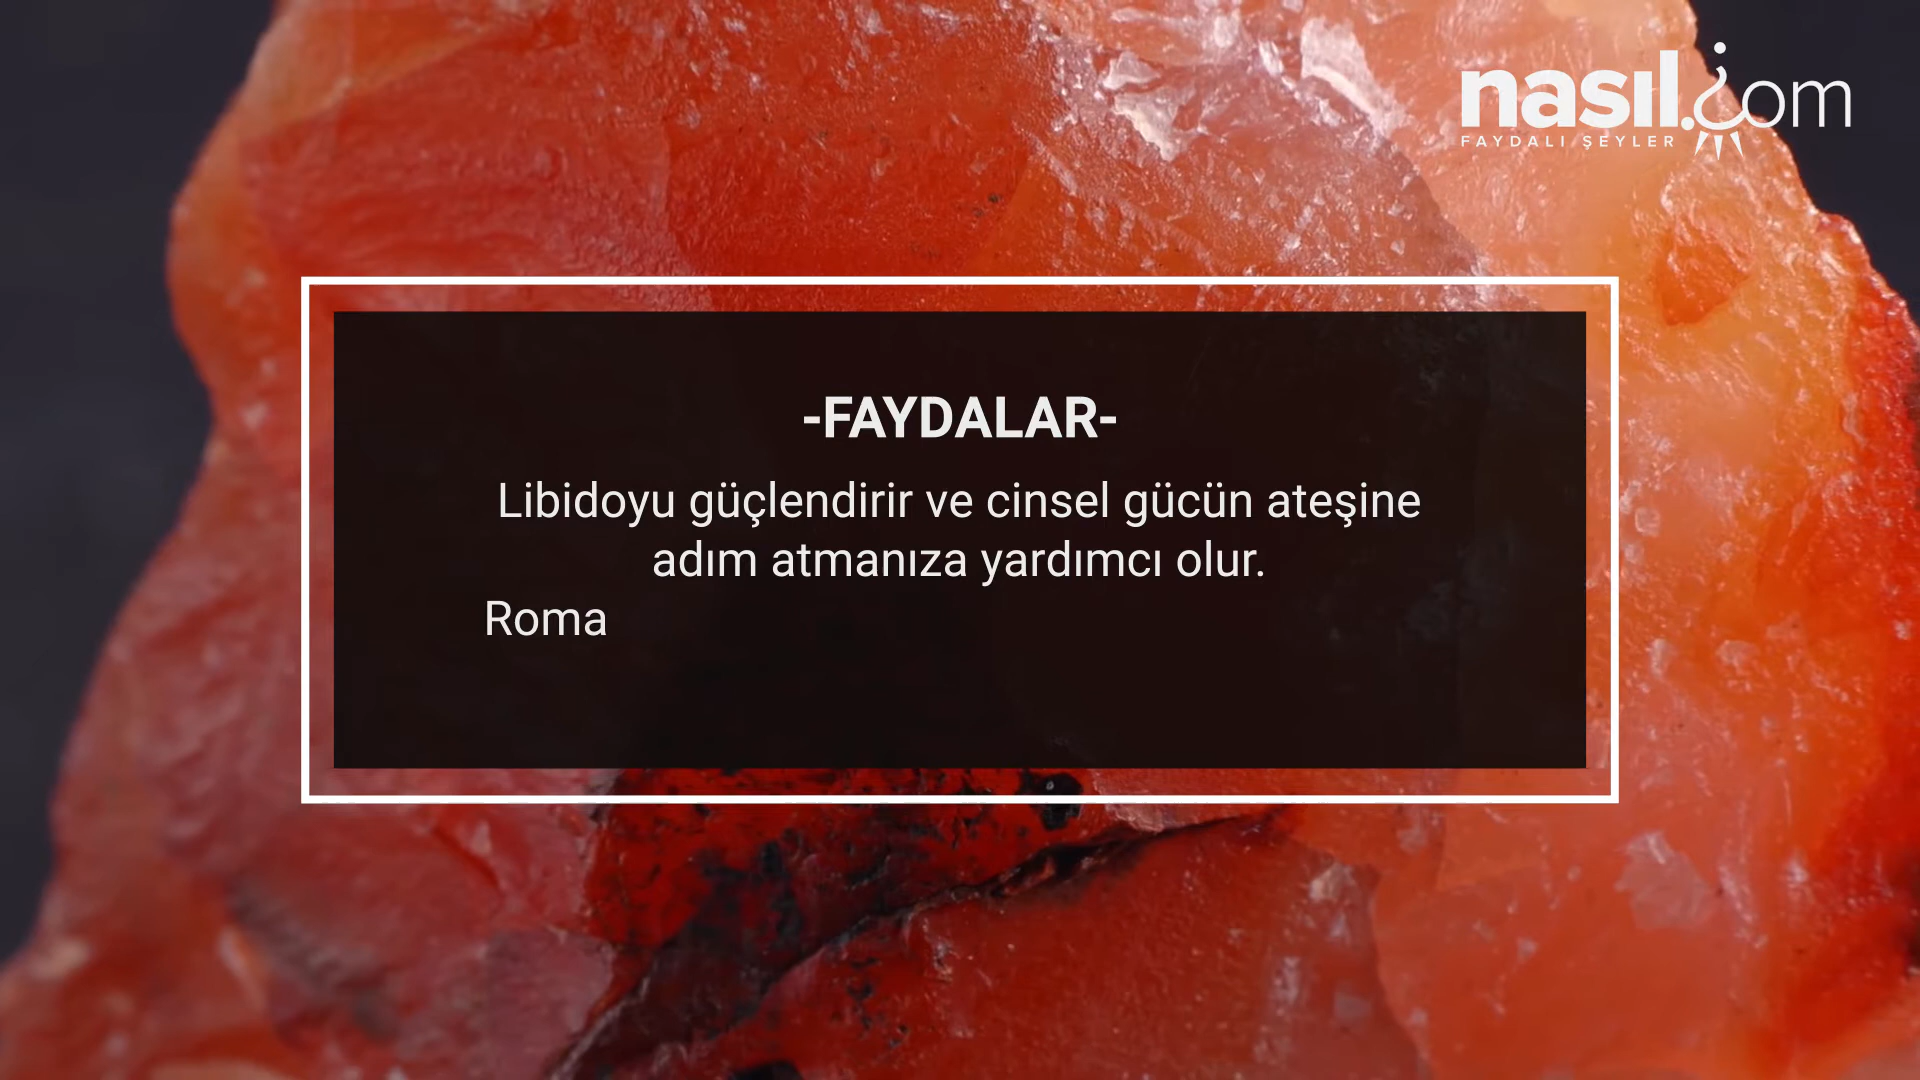 nasıl.com
FAYDALI ŞEYLER
-FAYDALAR-
Libidoyu güçlendirir ve cinsel gücün ateşine
adım atmanıza yardımcı olur.
Roma